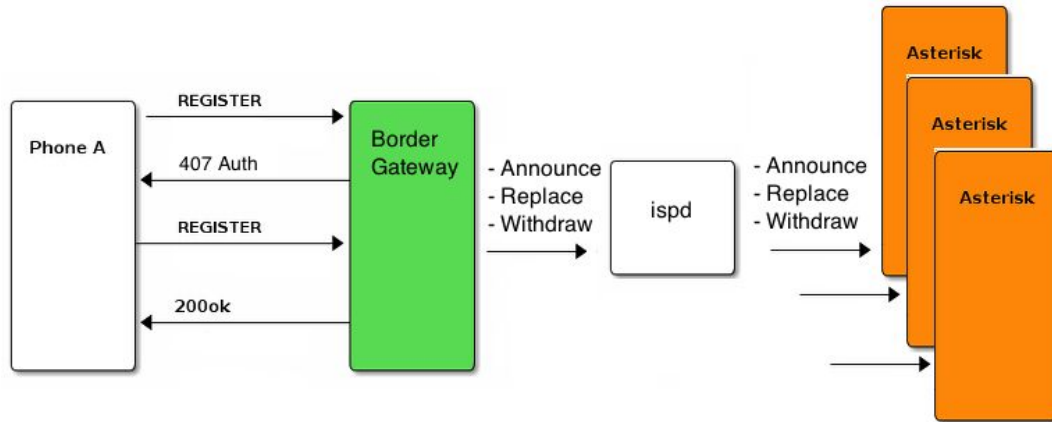 Phone A
REGISTER
407 Auth
REGISTER
200ok
Border
Gateway
- Announce
- Replace
- Withdraw
ispd
- Announce
- Replace
- Withdraw
Asterisk
Asterisk
Asterisk